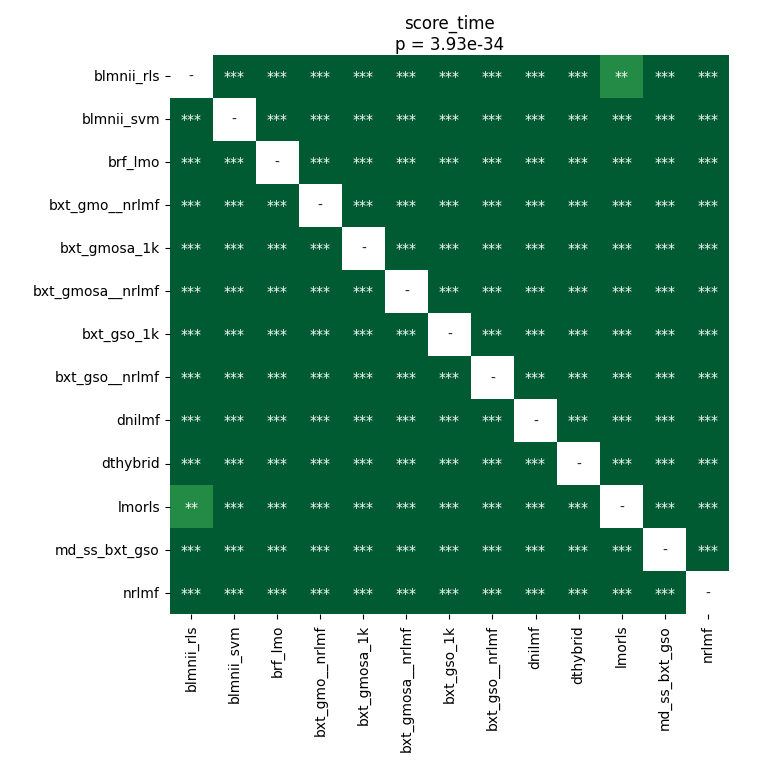 score_time
p = 3.93e-34
blmnii_rls - *** *** *** *** *** *** *** *** *** ** *** ***
blmnii_svm *** - *** *** *** *** *** *** *** *** *** *** ***
brf_lmo *** *** - *** *** *** *** *** *** *** *** *** ***
bxt_gmo__nrlmf *** *** *** - *** *** *** *** *** *** *** *** ***
bxt_gmosa_1k *** *** *** *** - *** *** *** *** *** *** *** ***
bxt_gmosa__nrlmf *** *** *** *** *** - *** *** *** *** *** *** ***
bxt_gso_1k *** *** *** *** *** *** - *** *** *** *** *** ***
bxt_gso__nrlmf *** *** *** *** *** *** *** - *** *** *** *** ***
dnilmf *** *** *** *** *** *** *** *** - *** *** *** ***
dthybrid *** *** *** *** *** *** *** *** *** - *** *** ***
lmorls ** *** *** *** *** *** *** *** *** *** - *** ***
md_ss_bxt_gso *** *** *** *** *** *** *** *** *** *** *** - ***
nrlmf *** *** *** *** *** *** *** *** *** *** *** *** -
blmnii_rls
blmnii_svm
brf_lmo
bxt_gmo__nrlmf
bxt_gmosa_1k
bxt_gmosa__nrlmf
bxt_gso_1k
bxt_gso__nrlmf
dnilmf
dthybrid
lmorls
md_ss_bxt_gso
nrlmf